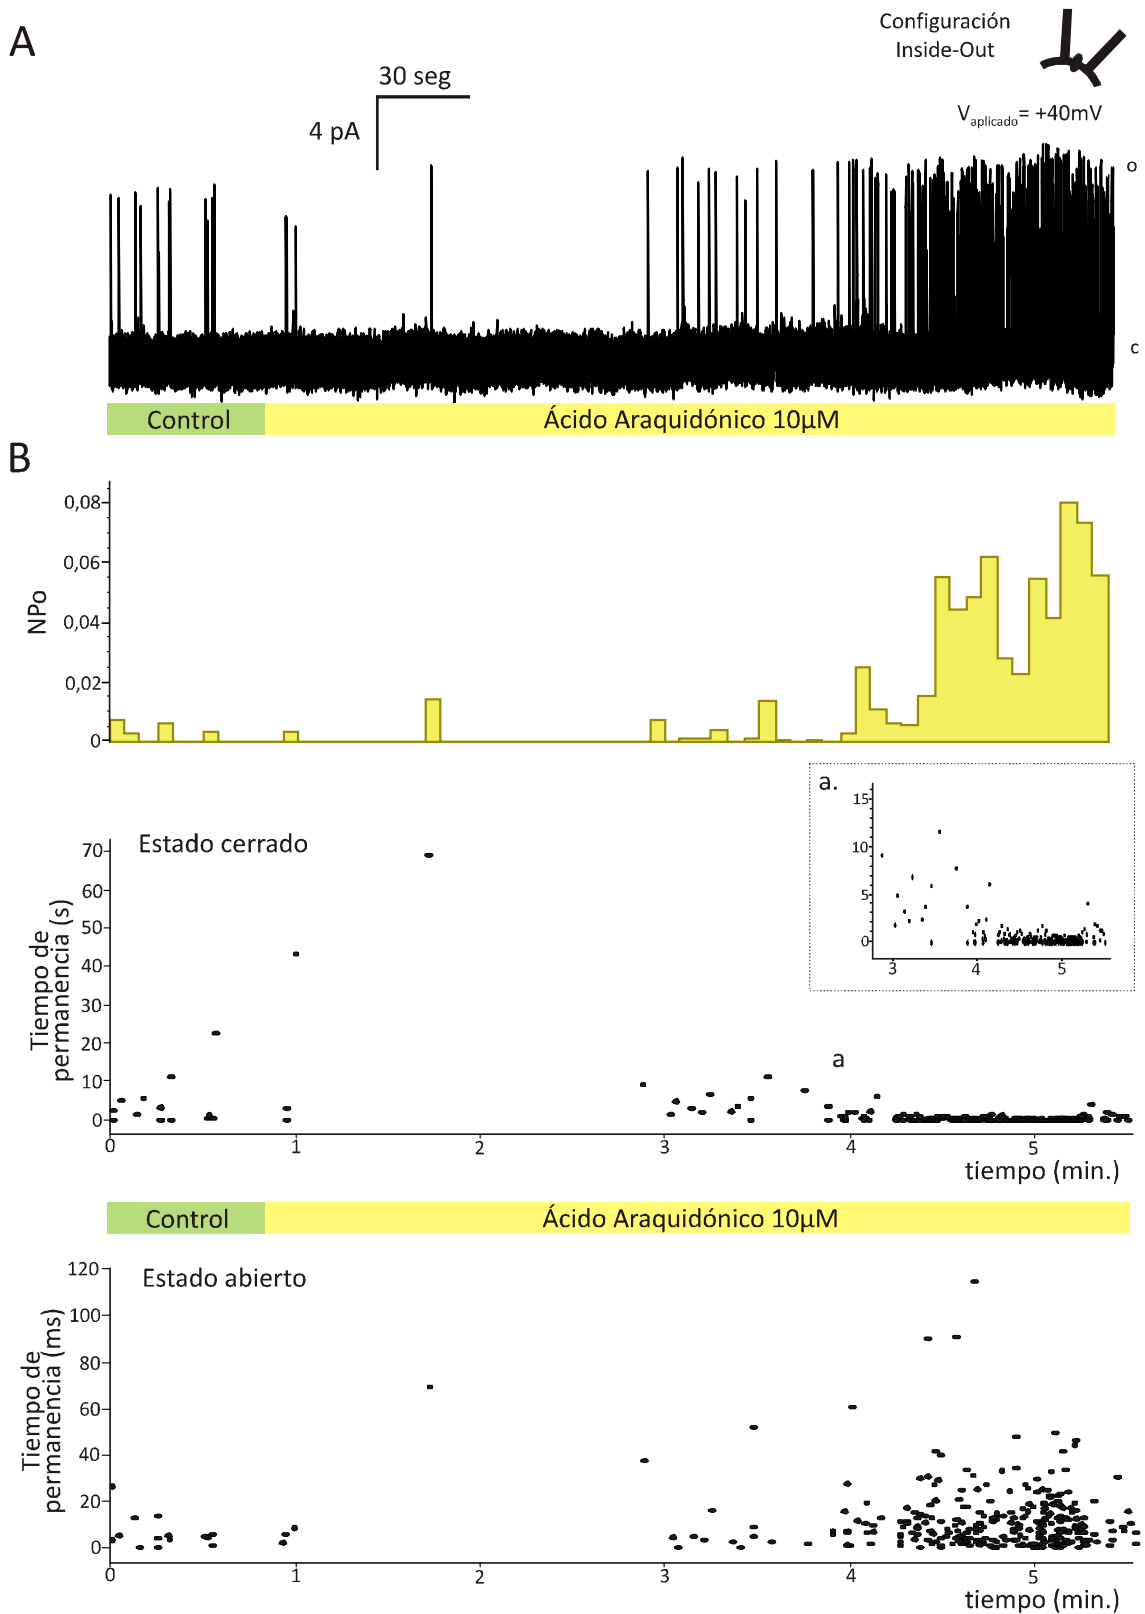 A
Configuración
Inside-Out
30 seg
4 pA
Vaplicado= +40mV
o
c
Control
Ácido Araquidónico 10µM
B
NPo
0,08
0,06
0,04
0,02
0
a.
15
10
5
0
3 4 5
Estado cerrado
Tiempo de
permanencia (s)
70
60
50
40
30
20
10
0
a
0 1 2 3 4 5
tiempo (min.)
Control
Ácido Araquidónico 10µM
Estado abierto
Tiempo de
permanencia (ms)
120
100
80
60
40
20
0
0 1 2 3 4 5
tiempo (min.)